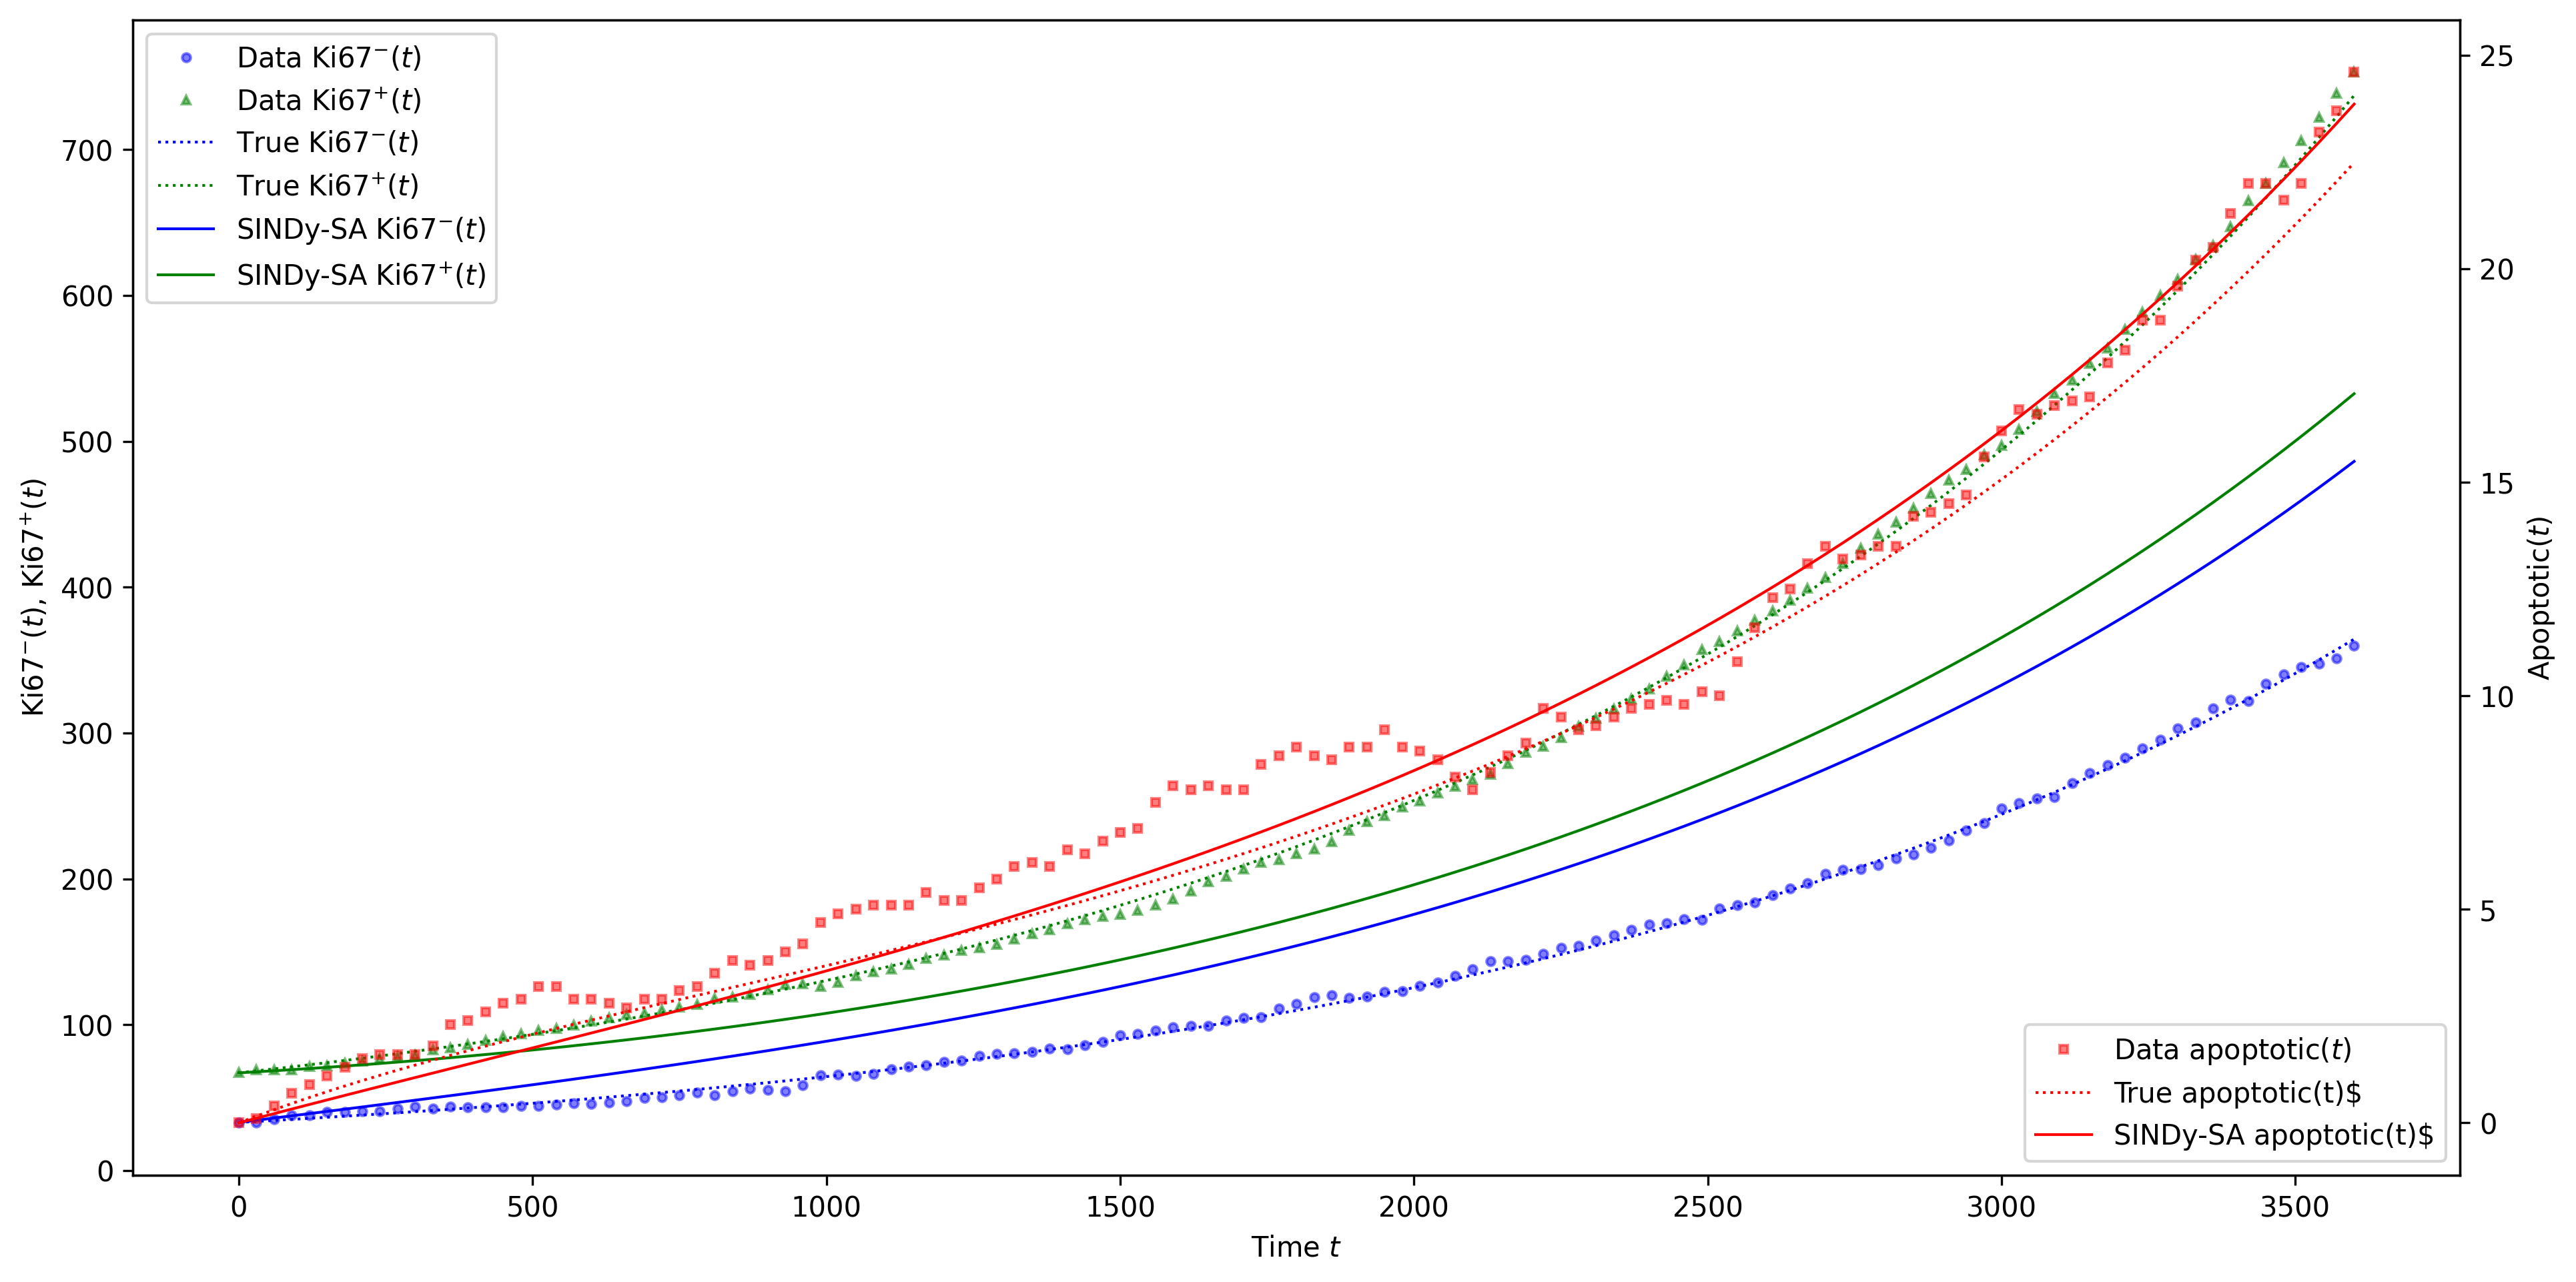 Data Ki67⁻(t)
Data Ki67⁺(t)
True Ki67⁻(t)
True Ki67⁺(t)
SINDy-SA Ki67⁻(t)
SINDy-SA Ki67⁺(t)
700
600
500
400
300
200
100
0
Ki67⁻(t), Ki67⁺(t)
25
20
15
10
5
0
Apoptotic(t)
Data apoptotic(t)
True apoptotic(t)$
SINDy-SA apoptotic(t)$
0 500 1000 1500 2000 2500 3000 3500
Time t